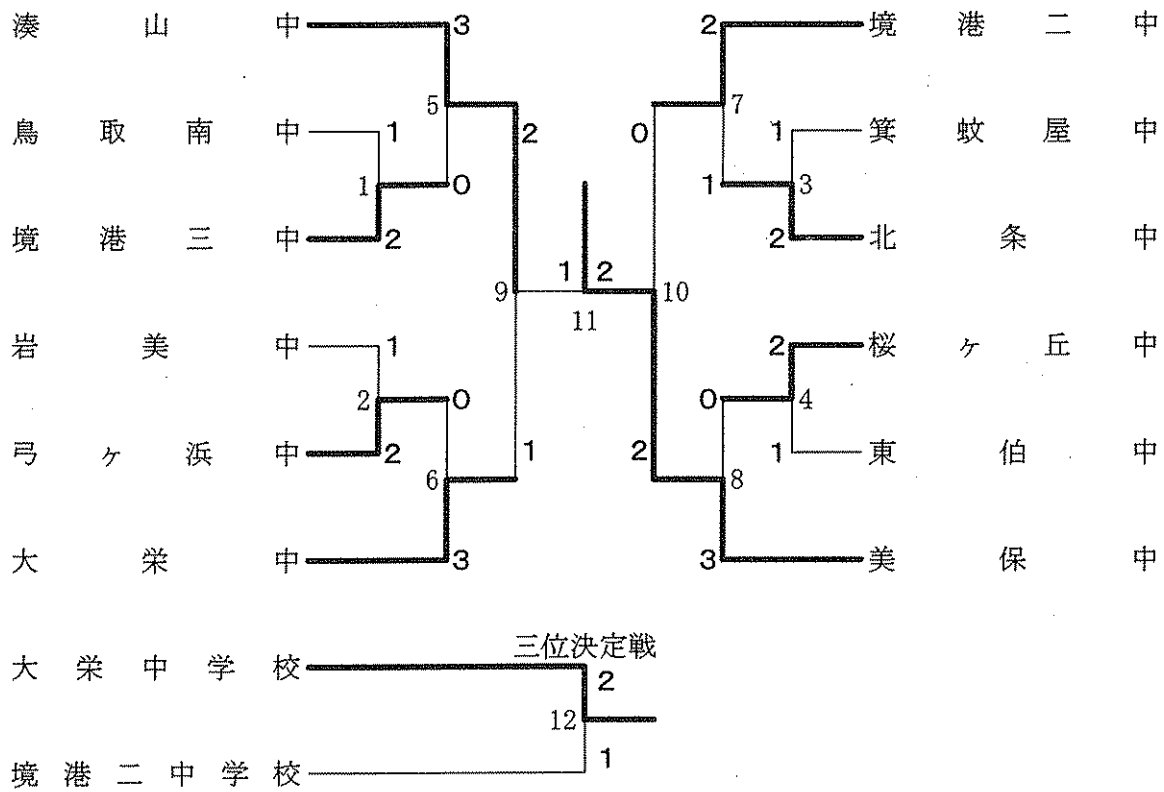 湊山中 3 2 境港二中
5 7
鳥取南中 1 2 0 1 箕蚊屋中
1 0 1 3
境港三中 2 2 北条中
9 1 2 10
11
岩美中 1 2 桜ヶ丘中
2 0 0 4
弓ヶ浜中 2 1 2 1 東伯中
6 8
大栄中 3 3 美保中
三位決定戦
大栄中学校 2
12
境港二中学校 1